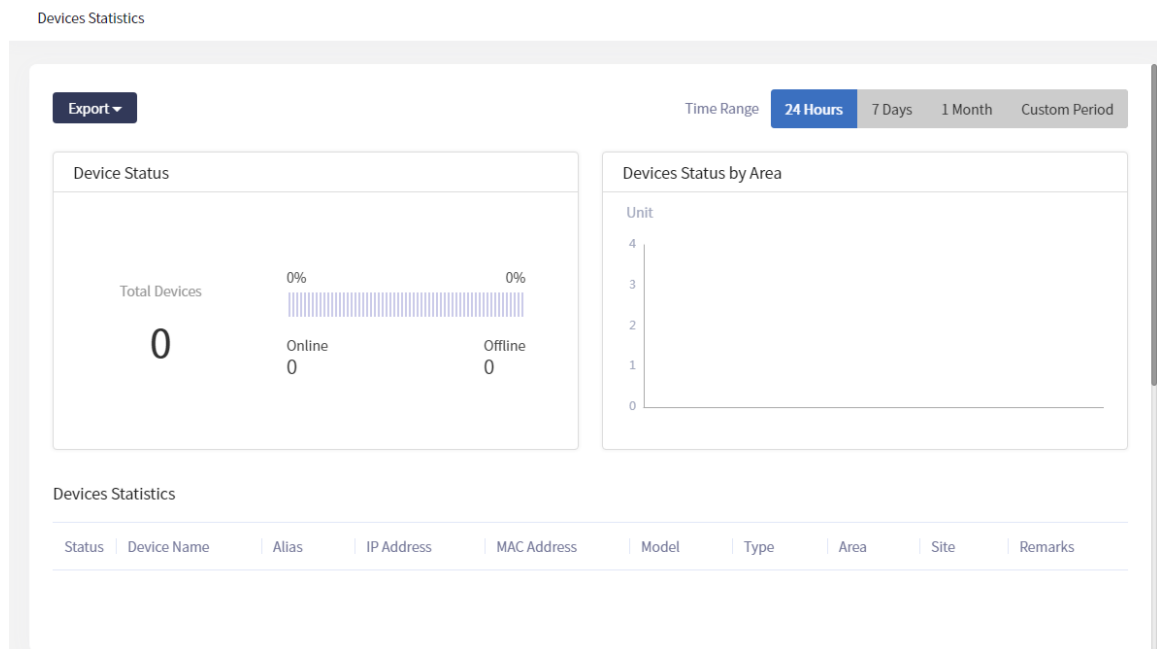 Devices Statistics
Export
Time Range 24 Hours 7 Days 1 Month Custom Period
Device Status
Total Devices
0
0% 0%
Online Offline
0 0
Devices Status by Area
Unit
4
3
2
1
0
Devices Statistics
Status Device Name Alias IP Address MAC Address Model Type Area Site Remarks